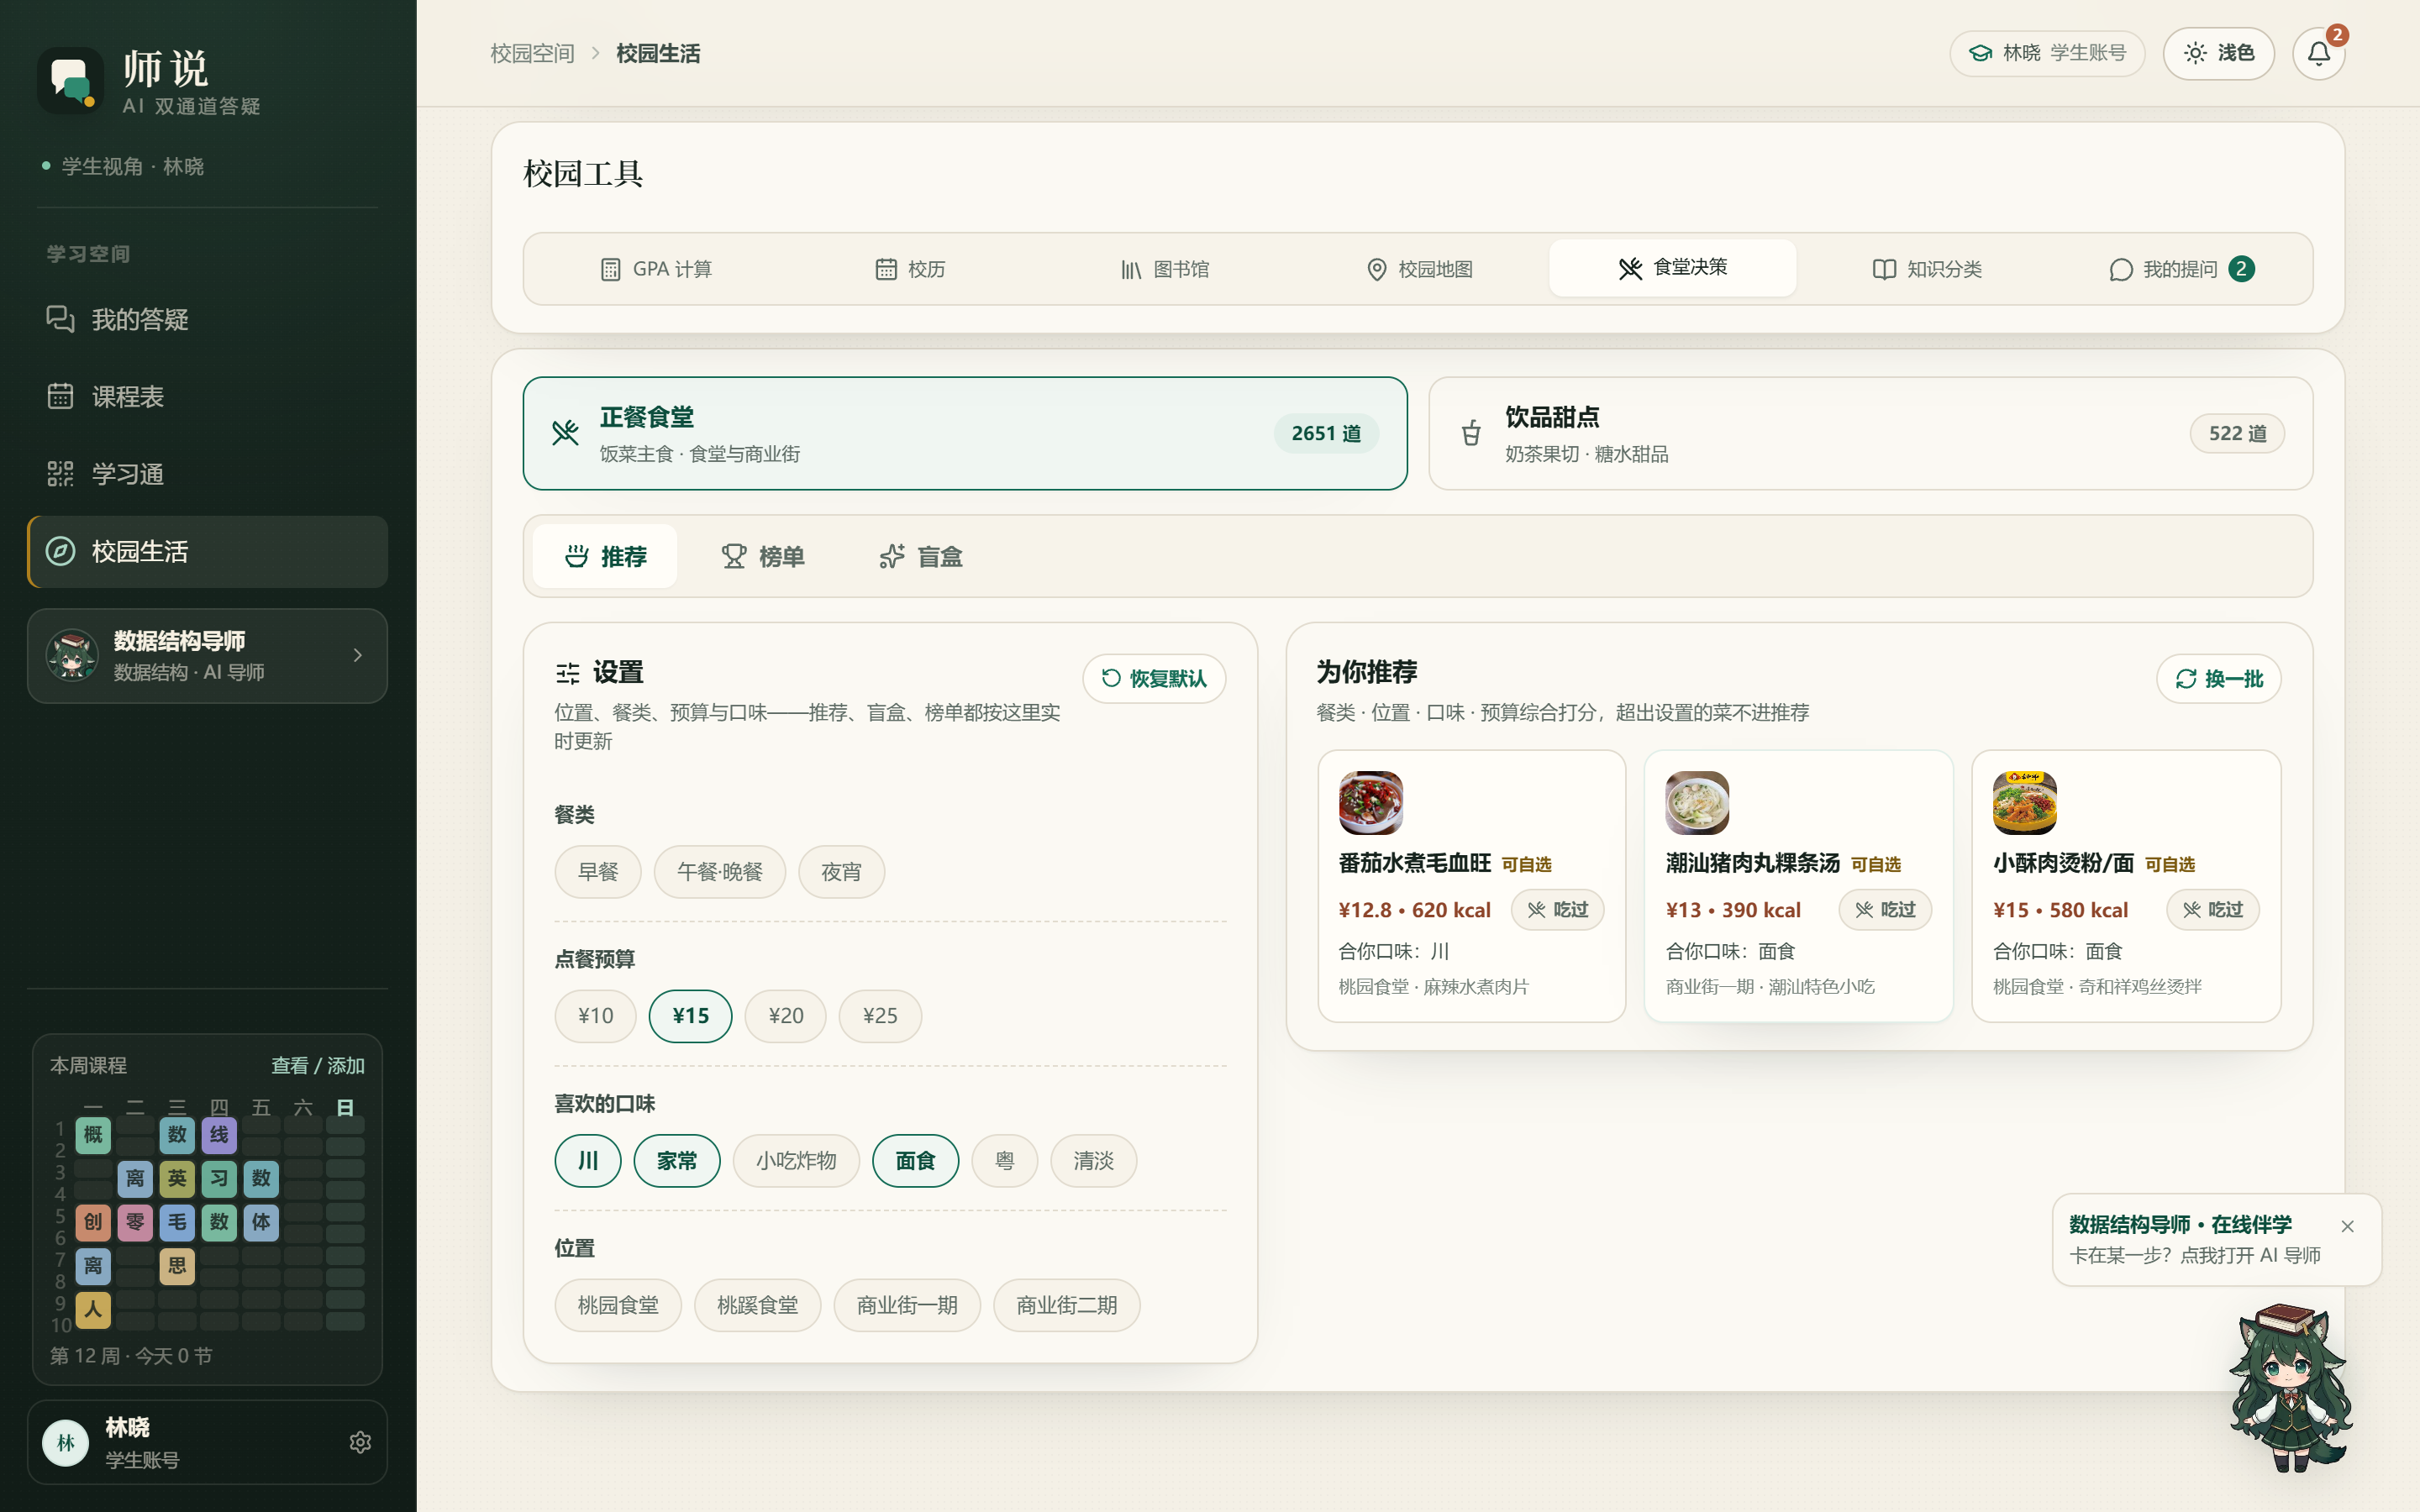 师说
AI 双通道答疑
学生视角 · 林晓
学习空间
我的答疑
课程表
学习通
校园生活
数据结构导师
数据结构 · AI 导师
本周课程
查看 / 添加
一 二 三 四 五 六 日
1 概 数 线
2
3 离 英 习 数
4
5 创 零 毛 数 体
6
7 离 思
8
9 人
10
第 12 周 · 今天 0 节
林
林晓
学生账号
校园空间 > 校园生活
林晓 学生账号
浅色
2
校园工具
GPA 计算
校历
图书馆
校园地图
食堂决策
知识分类
我的提问 2
正餐食堂
饭菜主食 · 食堂与商业街
2651 道
饮品甜点
奶茶果切 · 糖水甜品
522 道
推荐
榜单
盲盒
设置
恢复默认
位置、餐类、预算与口味——推荐、盲盒、榜单都按这里实
时更新
餐类
早餐 午餐·晚餐 夜宵
点餐预算
¥10 ¥15 ¥20 ¥25
喜欢的口味
川 家常 小吃炸物 面食 粤 清淡
位置
桃园食堂 桃蹊食堂 商业街一期 商业街二期
为你推荐
换一批
餐类 · 位置 · 口味 · 预算综合打分，超出设置的菜不进推荐
番茄水煮毛血旺 可自选
¥12.8 • 620 kcal 吃过
合你口味：川
桃园食堂 · 麻辣水煮肉片
潮汕猪肉丸粿条汤 可自选
¥13 • 390 kcal 吃过
合你口味：面食
商业街一期 · 潮汕特色小吃
小酥肉烫粉/面 可自选
¥15 • 580 kcal 吃过
合你口味：面食
桃园食堂 · 奇和祥鸡丝烫拌
数据结构导师 • 在线伴学
卡在某一步？点我打开 AI 导师